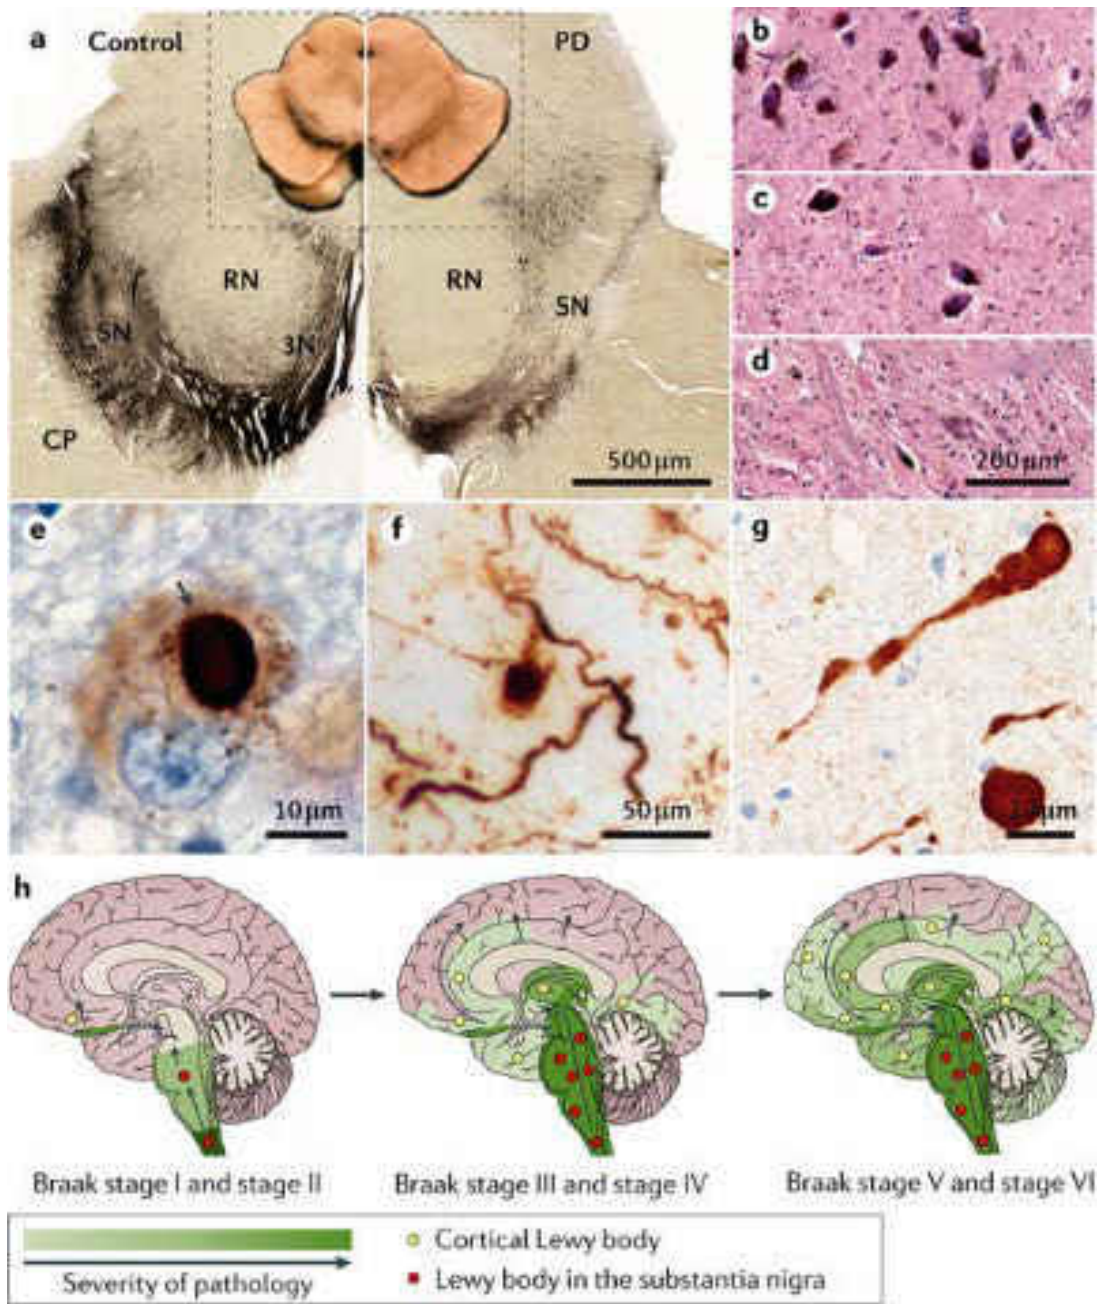 a
Control
PD
RN
RN
SN
SN
3N
CP
500 µm
b
c
d
200 µm
e
10 µm
f
50 µm
g
h
Braak stage I and stage II
Braak stage III and stage IV
Braak stage V and stage VI
Severity of pathology
Cortical Lewy body
Lewy body in the substantia nigra